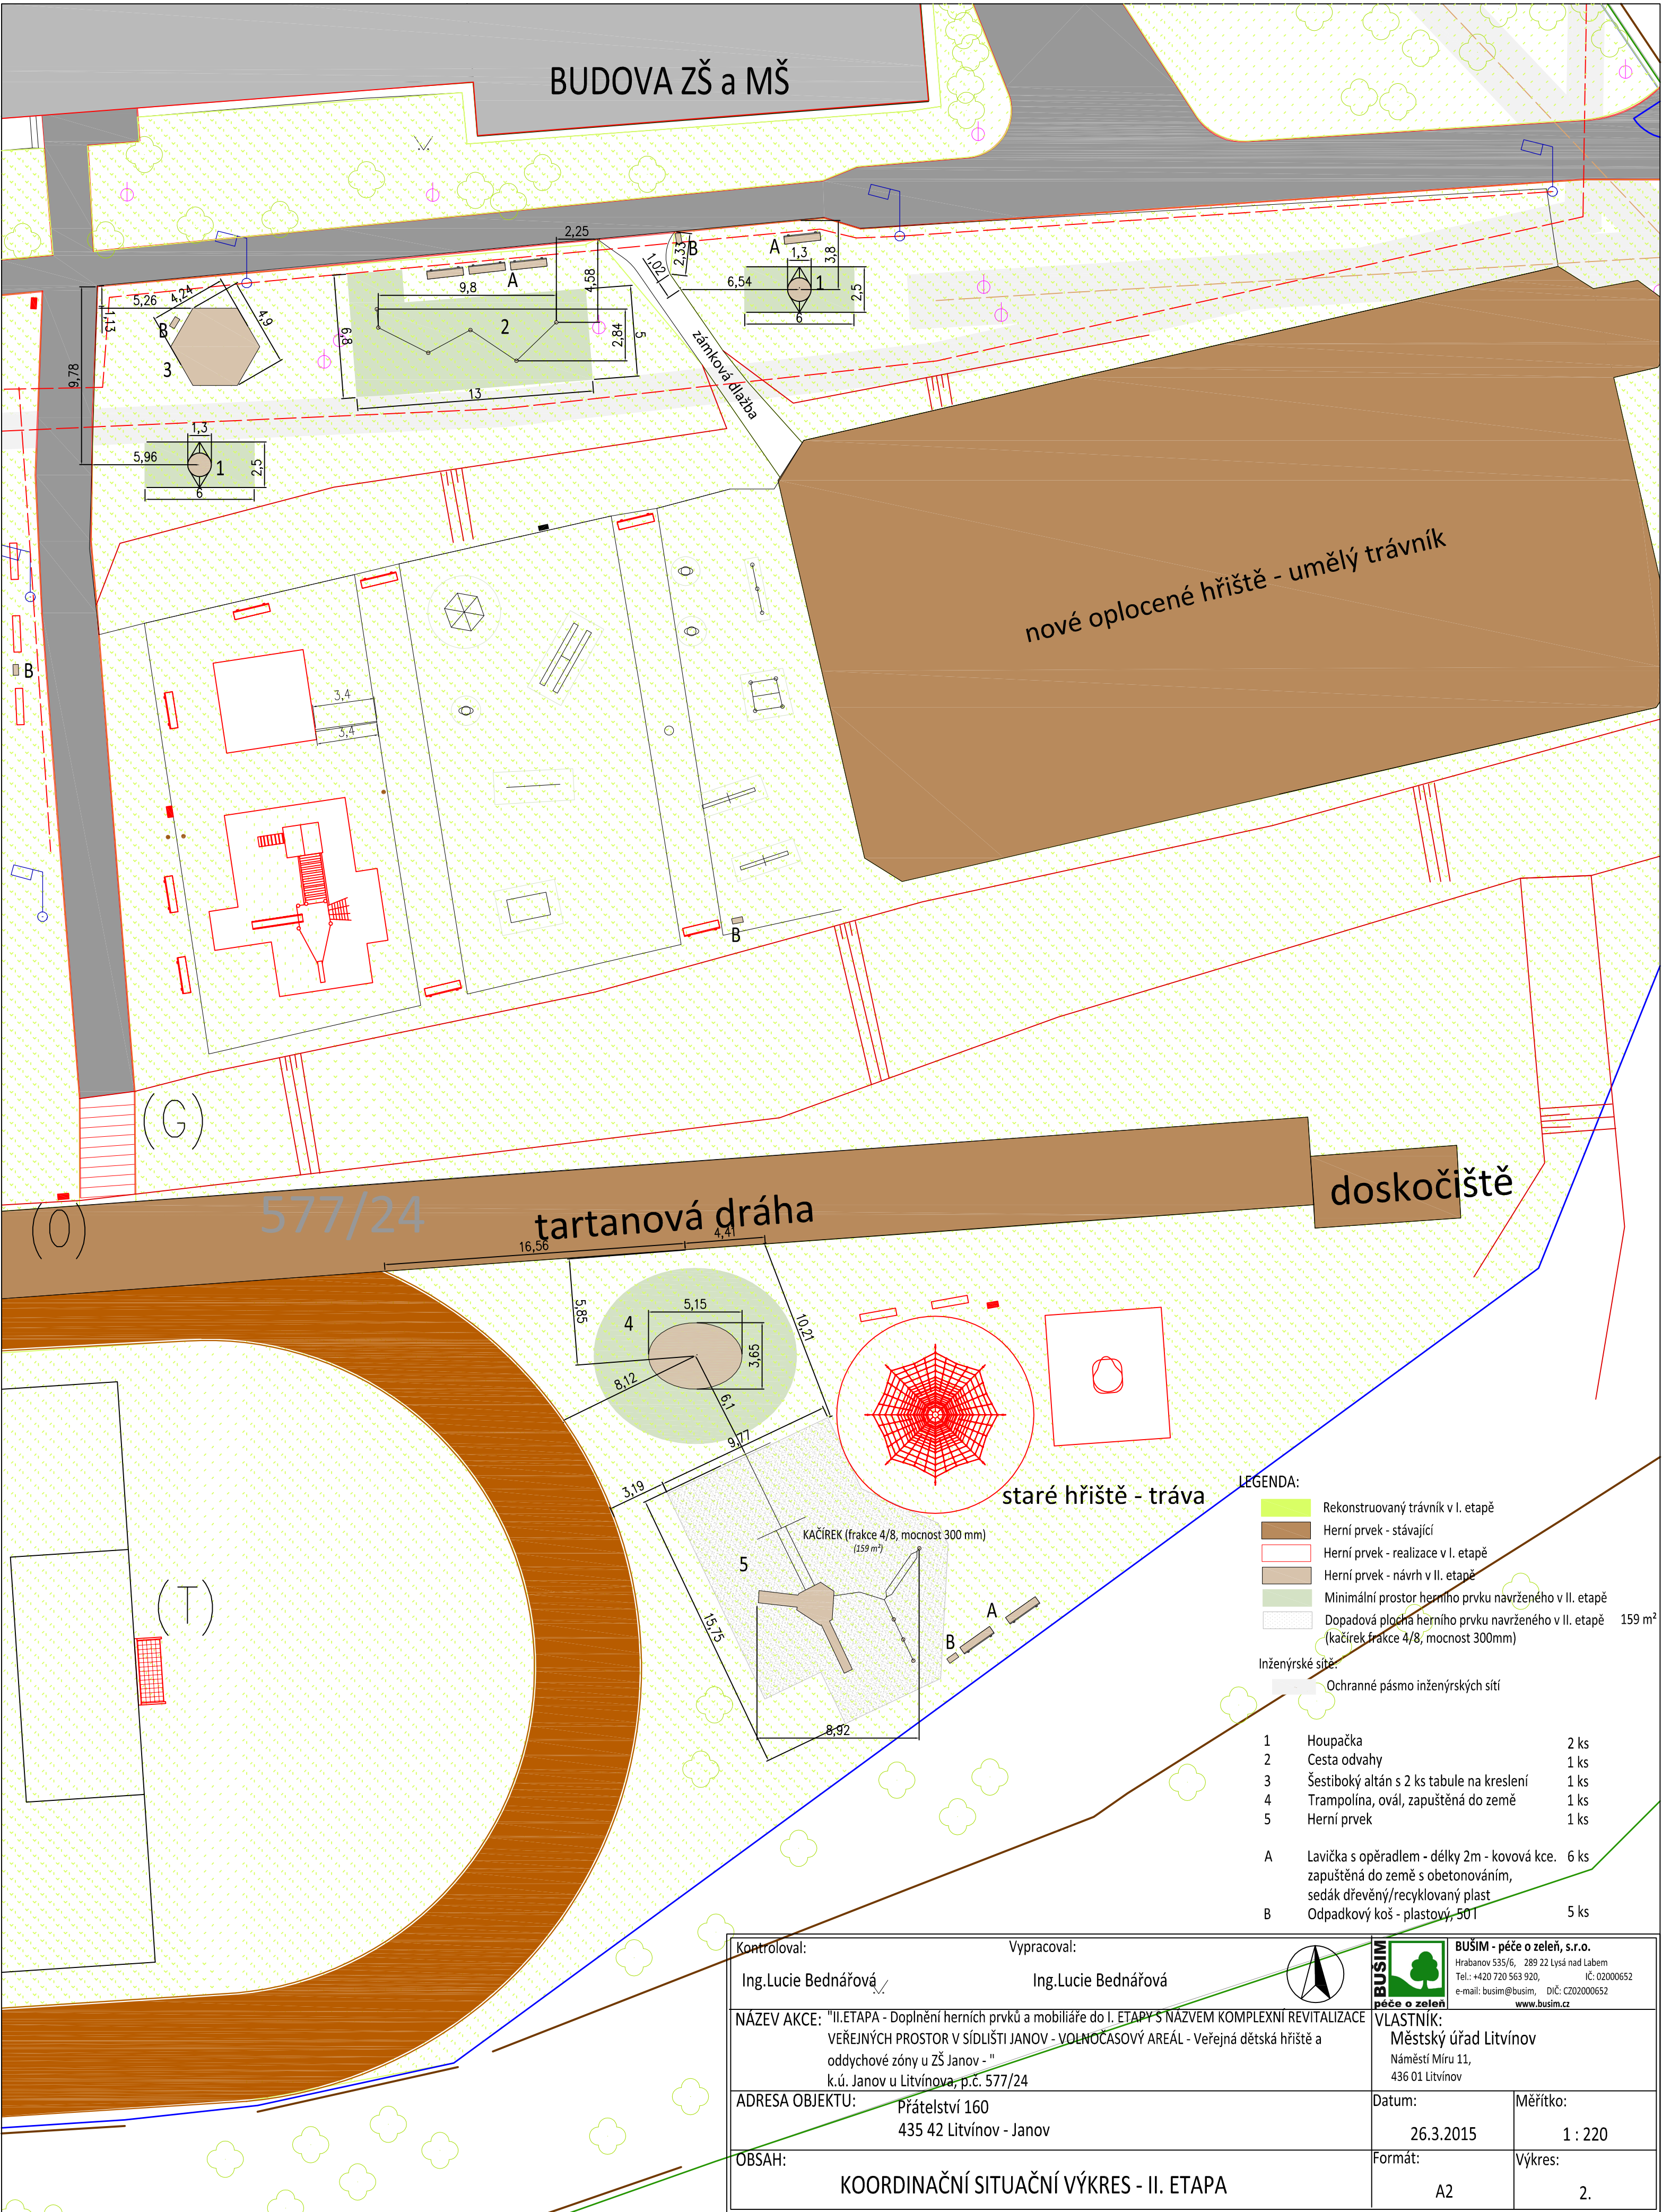 BUDOVA ZŠ a MŠ
2,25
B
2,33
A
1,02
1,3
3,8
6,54
1
2,5
6
4,58
A
9,8
2
2,84
5
6,8
13
zámková dlažba
5,26
4,24
1,13
B
4,9
3
9,78
1,3
5,96
1
2,5
6
nové oplocené hřiště - umělý trávník
B
3,4
3,4
B
(G)
(O)
577/24
tartanová dráha
doskočiště
16,56
4,41
5,85
5,15
4
3,65
10,21
8,12
6,1
9,77
3,19
staré hřiště - tráva
KAČÍREK (frakce 4/8, mocnost 300 mm)
(159 m²)
5
15,75
8,92
A
B
(T)
LEGENDA:
Rekonstruovaný trávník v I. etapě
Herní prvek - stávající
Herní prvek - realizace v I. etapě
Herní prvek - návrh v II. etapě
Minimální prostor herního prvku navrženého v II. etapě
Dopadová plocha herního prvku navrženého v II. etapě 159 m²
(kačírek frakce 4/8, mocnost 300mm)
Inženýrské sítě:
Ochranné pásmo inženýrských sítí
1 Houpačka 2 ks
2 Cesta odvahy 1 ks
3 Šestiboký altán s 2 ks tabule na kreslení 1 ks
4 Trampolína, ovál, zapuštěná do země 1 ks
5 Herní prvek 1 ks
A Lavička s opěradlem - délky 2m - kovová kce. 6 ks
zapuštěná do země s obetonováním,
sedák dřevěný/recyklovaný plast
B Odpadkový koš - plastový, 50 l 5 ks
Kontroloval:
Ing.Lucie Bednářová
Vypracoval:
Ing.Lucie Bednářová
BUŠIM
péče o zeleň
BUŠIM - péče o zeleň, s.r.o.
Hrabanov 535/6, 289 22 Lysá nad Labem
Tel.: +420 720 563 920, IČ: 02000652
e-mail: busim@busim, DIČ: CZ02000652
www.busim.cz
NÁZEV AKCE: "II.ETAPA - Doplnění herních prvků a mobiliáře do I. ETAPY S NÁZVEM KOMPLEXNÍ REVITALIZACE
VEŘEJNÝCH PROSTOR V SÍDLIŠTI JANOV - VOLNOČASOVÝ AREÁL - Veřejná dětská hřiště a
oddychové zóny u ZŠ Janov - "
k.ú. Janov u Litvínova, p.č. 577/24
VLASTNÍK:
Městský úřad Litvínov
Náměstí Míru 11,
436 01 Litvínov
ADRESA OBJEKTU: Přátelství 160
435 42 Litvínov - Janov
Datum:
26.3.2015
Měřítko:
1 : 220
OBSAH:
KOORDINAČNÍ SITUAČNÍ VÝKRES - II. ETAPA
Formát:
A2
Výkres:
2.